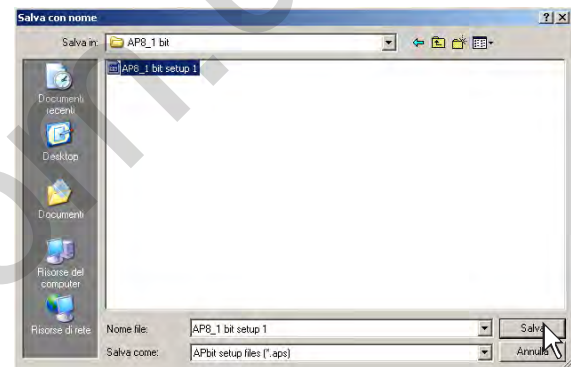 Salva con nome
Salva in:
AP8_1 bit
AP8_1 bit setup 1
Documenti
recenti
Desktop
Documenti
Risorse del
computer
Risorse di rete
Nome file:
AP8_1 bit setup 1
Salva
Salva come:
APbit setup files (*.aps)
Annulla